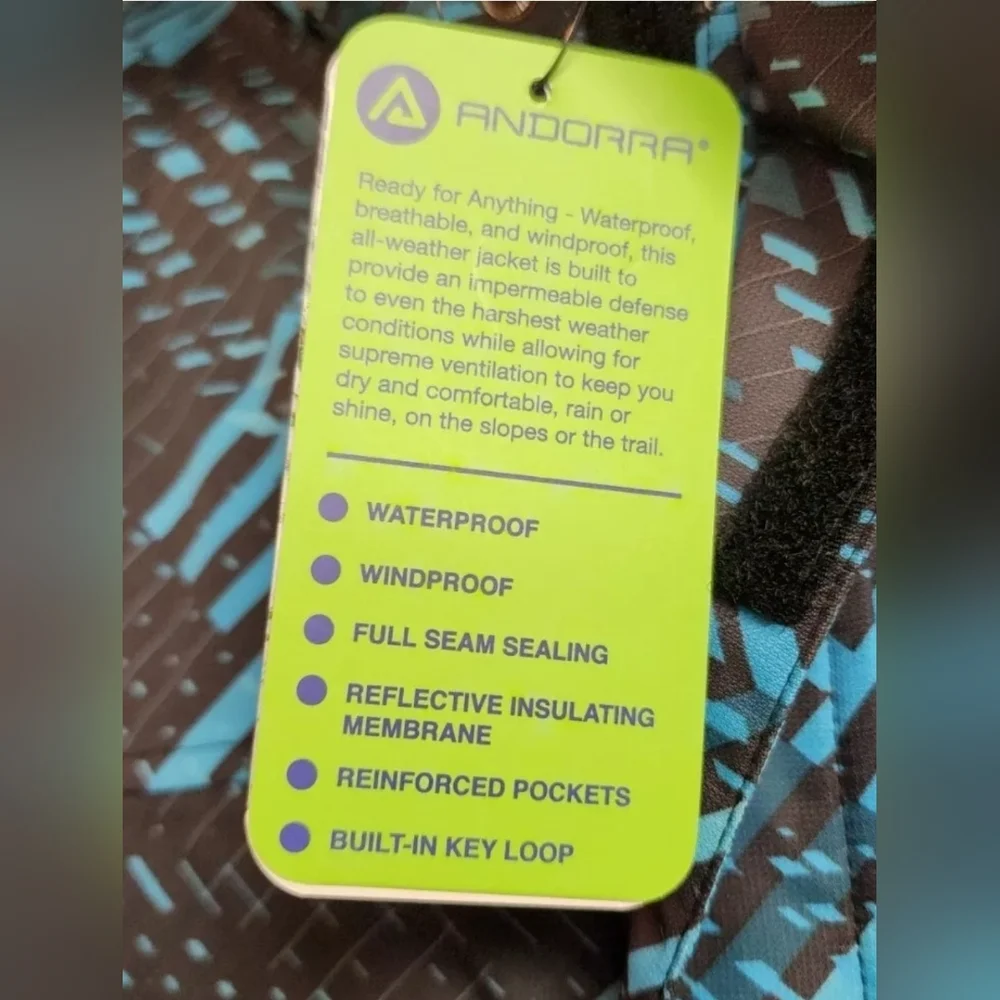 ANDORRA®
Ready for Anything - Waterproof,
breathable, and windproof, this
all-weather jacket is built to
provide an impermeable defense
to even the harshest weather
conditions while allowing for
supreme ventilation to keep you
dry and comfortable, rain or
shine, on the slopes or the trail.
WATERPROOF
WINDPROOF
FULL SEAM SEALING
REFLECTIVE INSULATING
MEMBRANE
REINFORCED POCKETS
BUILT-IN KEY LOOP